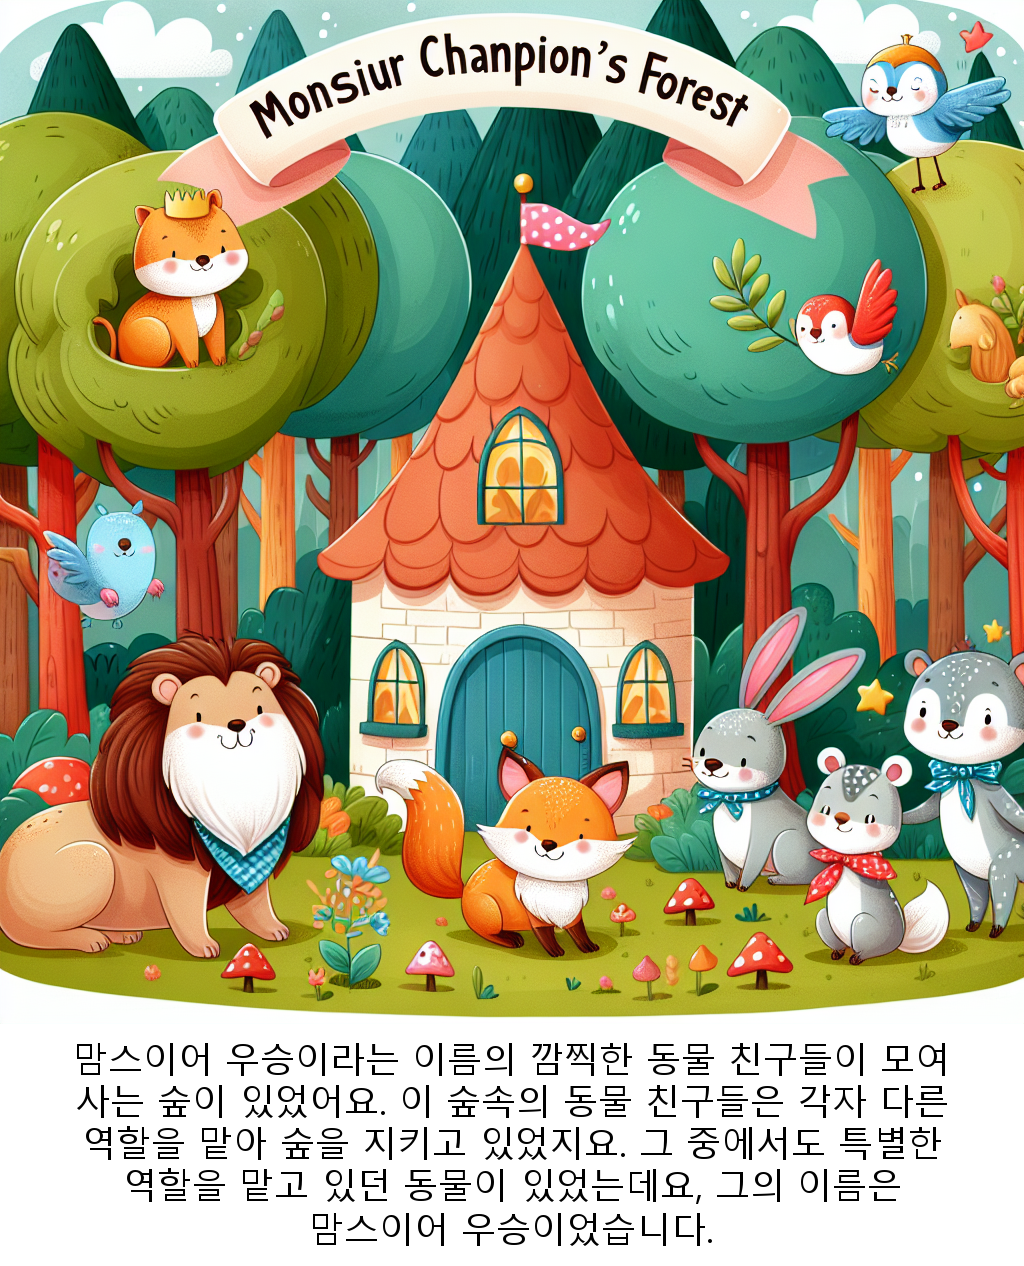 Monsiur Chanpion's Forest
맘스이어 우승이라는 이름의 깜찍한 동물 친구들이 모여
사는 숲이 있었어요. 이 숲속의 동물 친구들은 각자 다른
역할을 맡아 숲을 지키고 있었지요. 그 중에서도 특별한
역할을 맡고 있던 동물이 있었는데요, 그의 이름은
맘스이어 우승이었습니다.